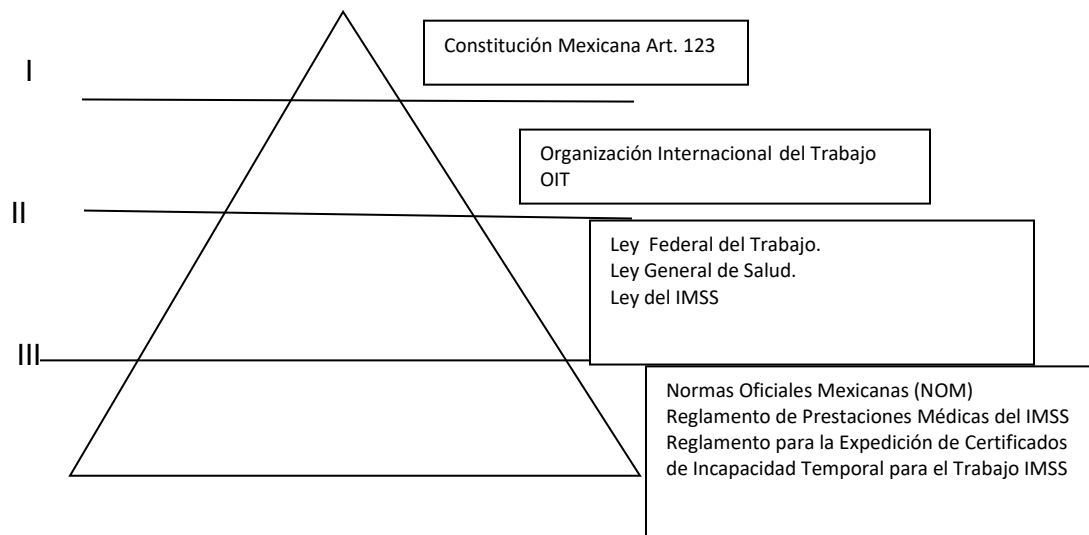 Constitución Mexicana Art. 123
I
Organización Internacional del Trabajo
OIT
II
Ley Federal del Trabajo.
Ley General de Salud.
Ley del IMSS
III
Normas Oficiales Mexicanas (NOM)
Reglamento de Prestaciones Médicas del IMSS
Reglamento para la Expedición de Certificados
de Incapacidad Temporal para el Trabajo IMSS